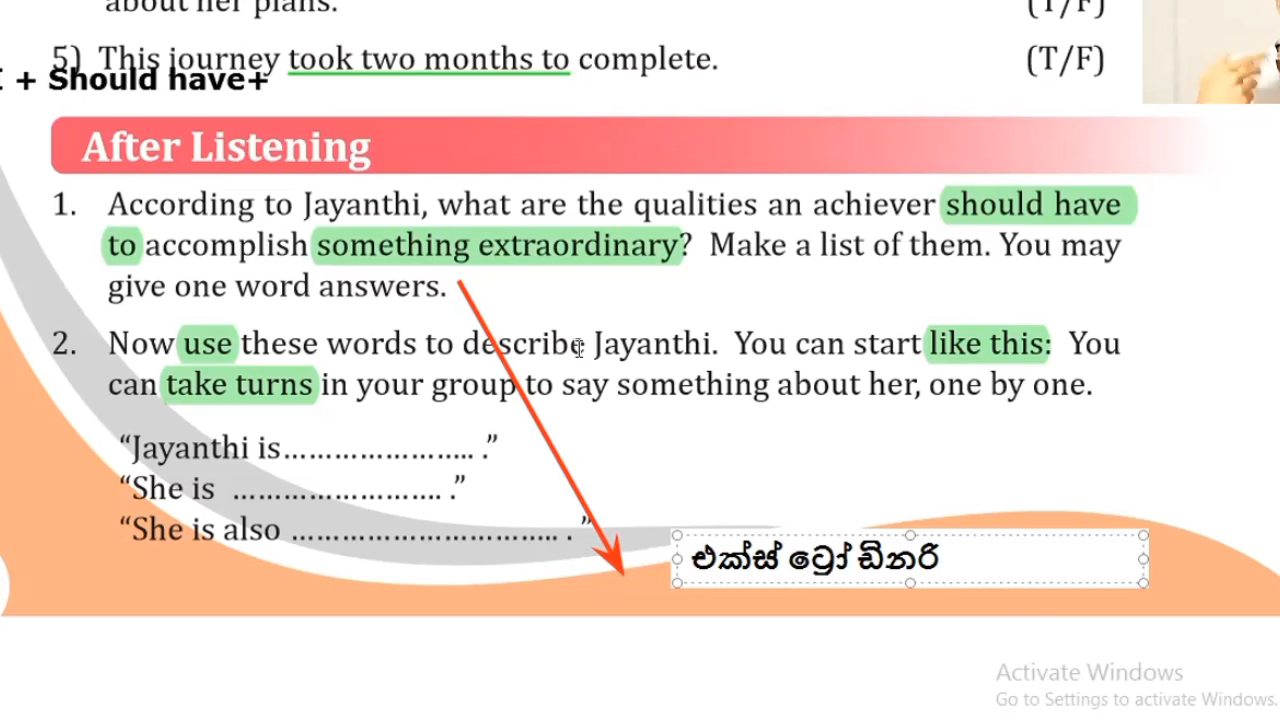 about her plans. (T/F)
5) This journey took two months to complete. (T/F)
+ Should have+
After Listening
1. According to Jayanthi, what are the qualities an achiever should have
to accomplish something extraordinary? Make a list of them. You may
give one word answers.
2. Now use these words to describe Jayanthi. You can start like this: You
can take turns in your group to say something about her, one by one.
“Jayanthi is………………….. .”
“She is ……………………. .”
“She is also ………………………….. . ”
එක්ස් ට්‍රෝ ඩිනරි
Activate Windows
Go to Settings to activate Windows.